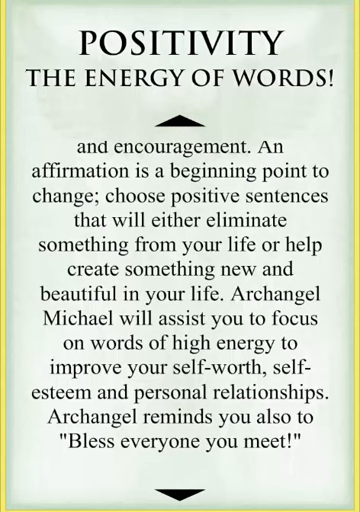 POSITIVITY
THE ENERGY OF WORDS!
and encouragement. An
affirmation is a beginning point to
change; choose positive sentences
that will either eliminate
something from your life or help
create something new and
beautiful in your life. Archangel
Michael will assist you to focus
on words of high energy to
improve your self-worth, self-
esteem and personal relationships.
Archangel reminds you also to
"Bless everyone you meet!"